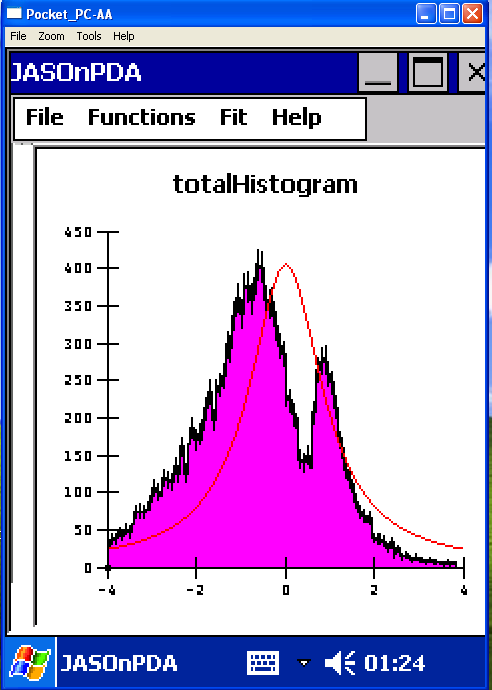 Pocket_PC-AA
File Zoom Tools Help
JASOnPDA
File Functions Fit Help
totalHistogram
450
400
350
300
250
200
150
100
50
0
-4 -2 0 2 4
JASOnPDA 01:24